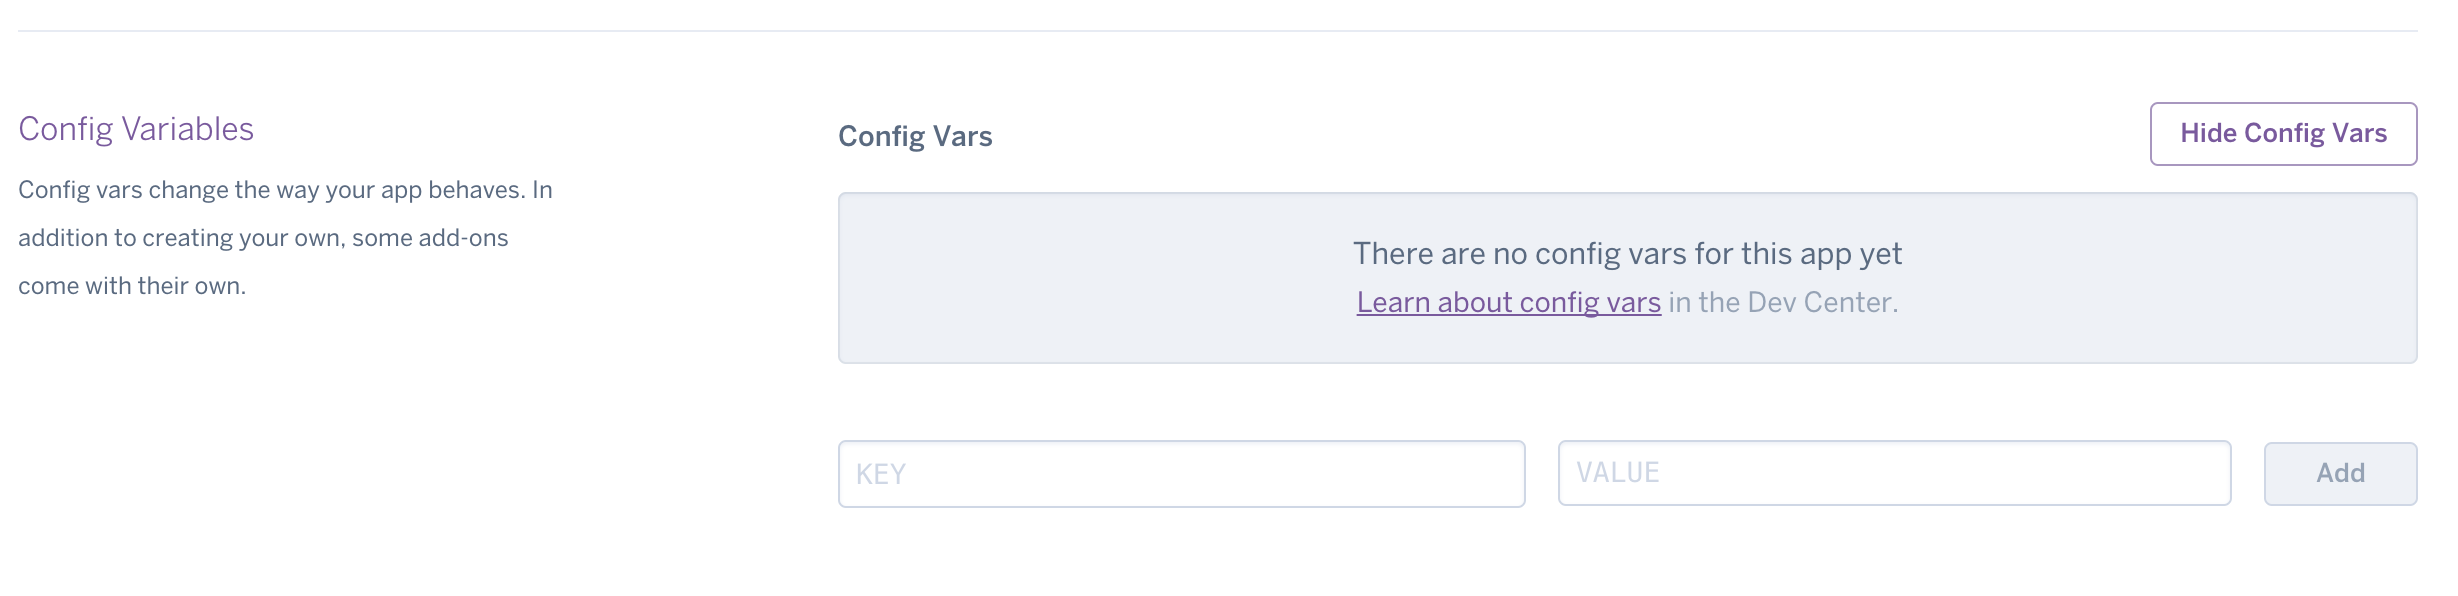 Config Variables
Config vars change the way your app behaves. In
addition to creating your own, some add-ons
come with their own.
Config Vars
Hide Config Vars
There are no config vars for this app yet
Learn about config vars in the Dev Center.
KEY
VALUE
Add